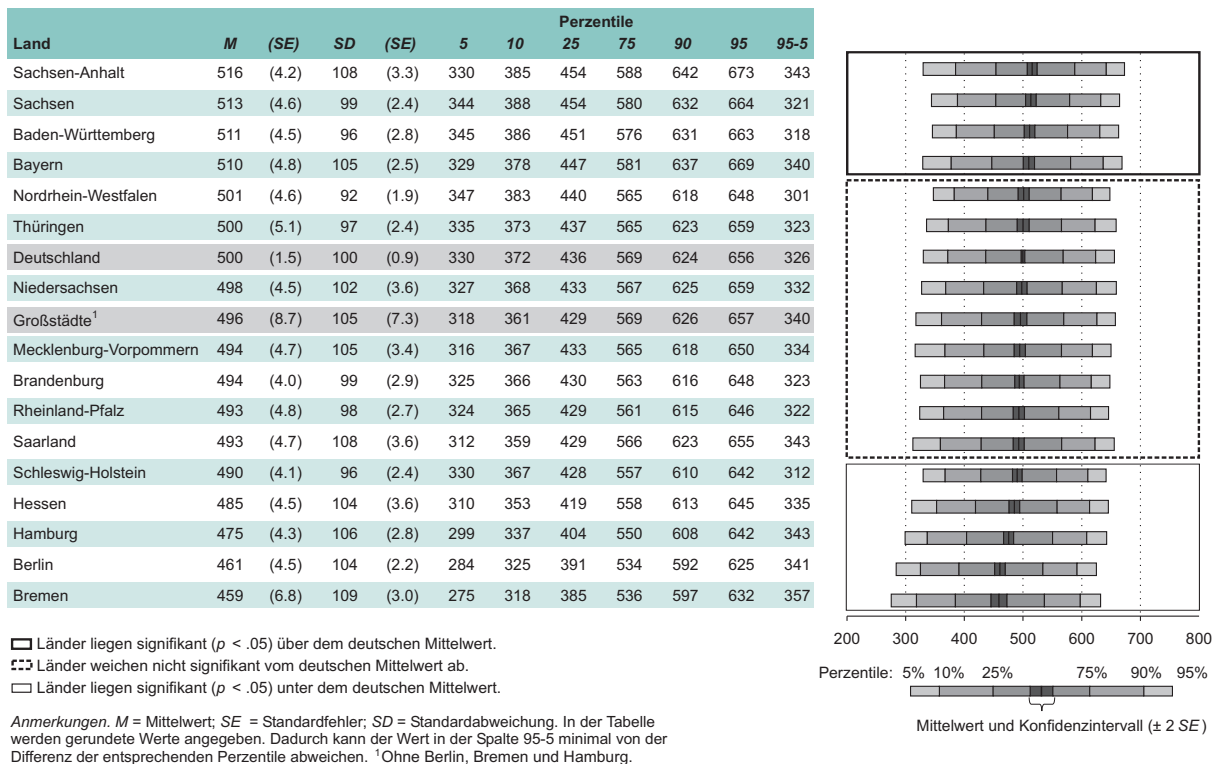 Perzentile
Land M (SE) SD (SE) 5 10 25 75 90 95 95-5
Sachsen-Anhalt 516 (4.2) 108 (3.3) 330 385 454 588 642 673 343
Sachsen 513 (4.6) 99 (2.4) 344 388 454 580 632 664 321
Baden-Württemberg 511 (4.5) 96 (2.8) 345 386 451 576 631 663 318
Bayern 510 (4.8) 105 (2.5) 329 378 447 581 637 669 340
Nordrhein-Westfalen 501 (4.6) 92 (1.9) 347 383 440 565 618 648 301
Thüringen 500 (5.1) 97 (2.4) 335 373 437 565 623 659 323
Deutschland 500 (1.5) 100 (0.9) 330 372 436 569 624 656 326
Niedersachsen 498 (4.5) 102 (3.6) 327 368 433 567 625 659 332
Großstädte¹ 496 (8.7) 105 (7.3) 318 361 429 569 626 657 340
Mecklenburg-Vorpommern 494 (4.7) 105 (3.4) 316 367 433 565 618 650 334
Brandenburg 494 (4.0) 99 (2.9) 325 366 430 563 616 648 323
Rheinland-Pfalz 493 (4.8) 98 (2.7) 324 365 429 561 615 646 322
Saarland 493 (4.7) 108 (3.6) 312 359 429 566 623 655 343
Schleswig-Holstein 490 (4.1) 96 (2.4) 330 367 428 557 610 642 312
Hessen 485 (4.5) 104 (3.6) 310 353 419 558 613 645 335
Hamburg 475 (4.3) 106 (2.8) 299 337 404 550 608 642 343
Berlin 461 (4.5) 104 (2.2) 284 325 391 534 592 625 341
Bremen 459 (6.8) 109 (3.0) 275 318 385 536 597 632 357
200 300 400 500 600 700 800
Perzentile: 5% 10% 25% 75% 90% 95%
Mittelwert und Konfidenzintervall (± 2 SE)
Länder liegen signifikant (p < .05) über dem deutschen Mittelwert.
Länder weichen nicht signifikant vom deutschen Mittelwert ab.
Länder liegen signifikant (p < .05) unter dem deutschen Mittelwert.
Anmerkungen. M = Mittelwert; SE = Standardfehler; SD = Standardabweichung. In der Tabelle
werden gerundete Werte angegeben. Dadurch kann der Wert in der Spalte 95-5 minimal von der
Differenz der entsprechenden Perzentile abweichen. ¹Ohne Berlin, Bremen und Hamburg.